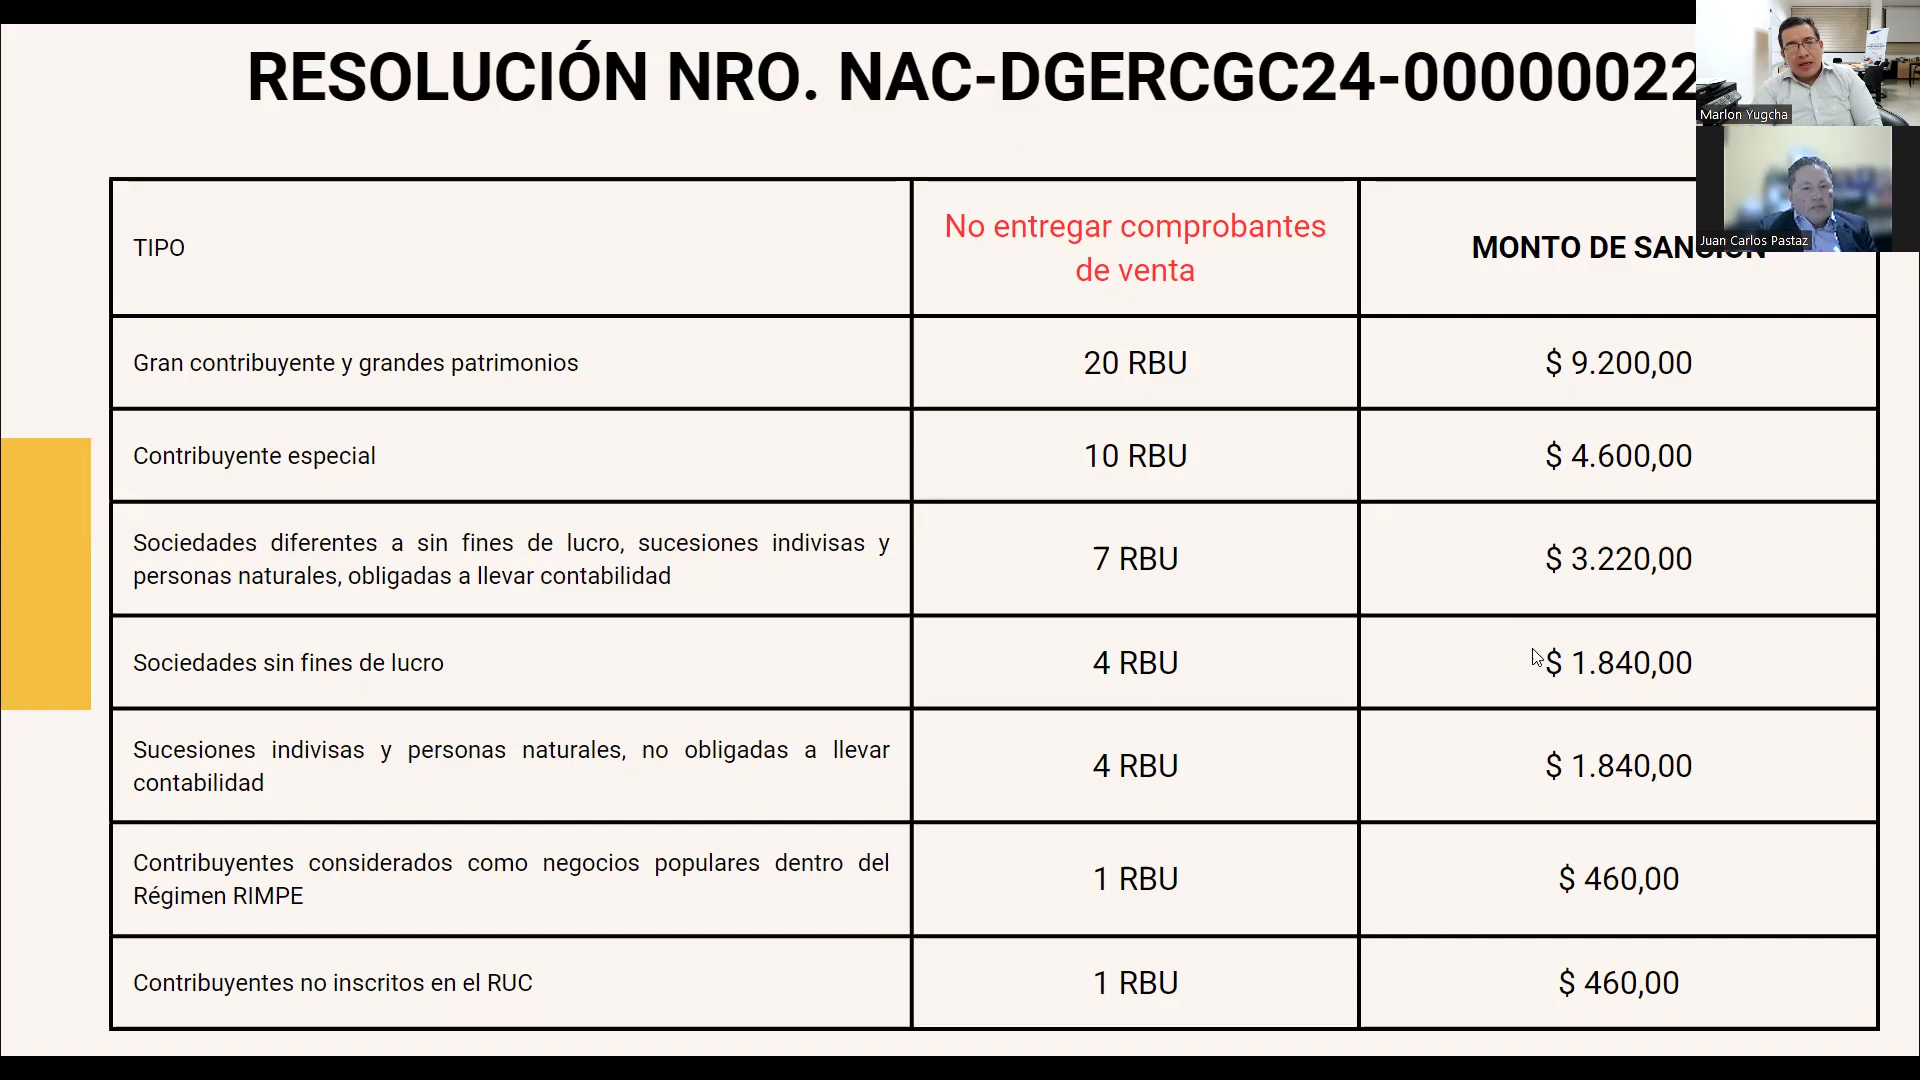 RESOLUCIÓN NRO. NAC-DGERCGC24-00000022
Marlon Yugcha
Juan Carlos Pastaz
TIPO
No entregar comprobantes
de venta
MONTO DE SANCIÓN
Gran contribuyente y grandes patrimonios
20 RBU
$ 9.200,00
Contribuyente especial
10 RBU
$ 4.600,00
Sociedades diferentes a sin fines de lucro, sucesiones indivisas y
personas naturales, obligadas a llevar contabilidad
7 RBU
$ 3.220,00
Sociedades sin fines de lucro
4 RBU
$ 1.840,00
Sucesiones indivisas y personas naturales, no obligadas a llevar
contabilidad
4 RBU
$ 1.840,00
Contribuyentes considerados como negocios populares dentro del
Régimen RIMPE
1 RBU
$ 460,00
Contribuyentes no inscritos en el RUC
1 RBU
$ 460,00